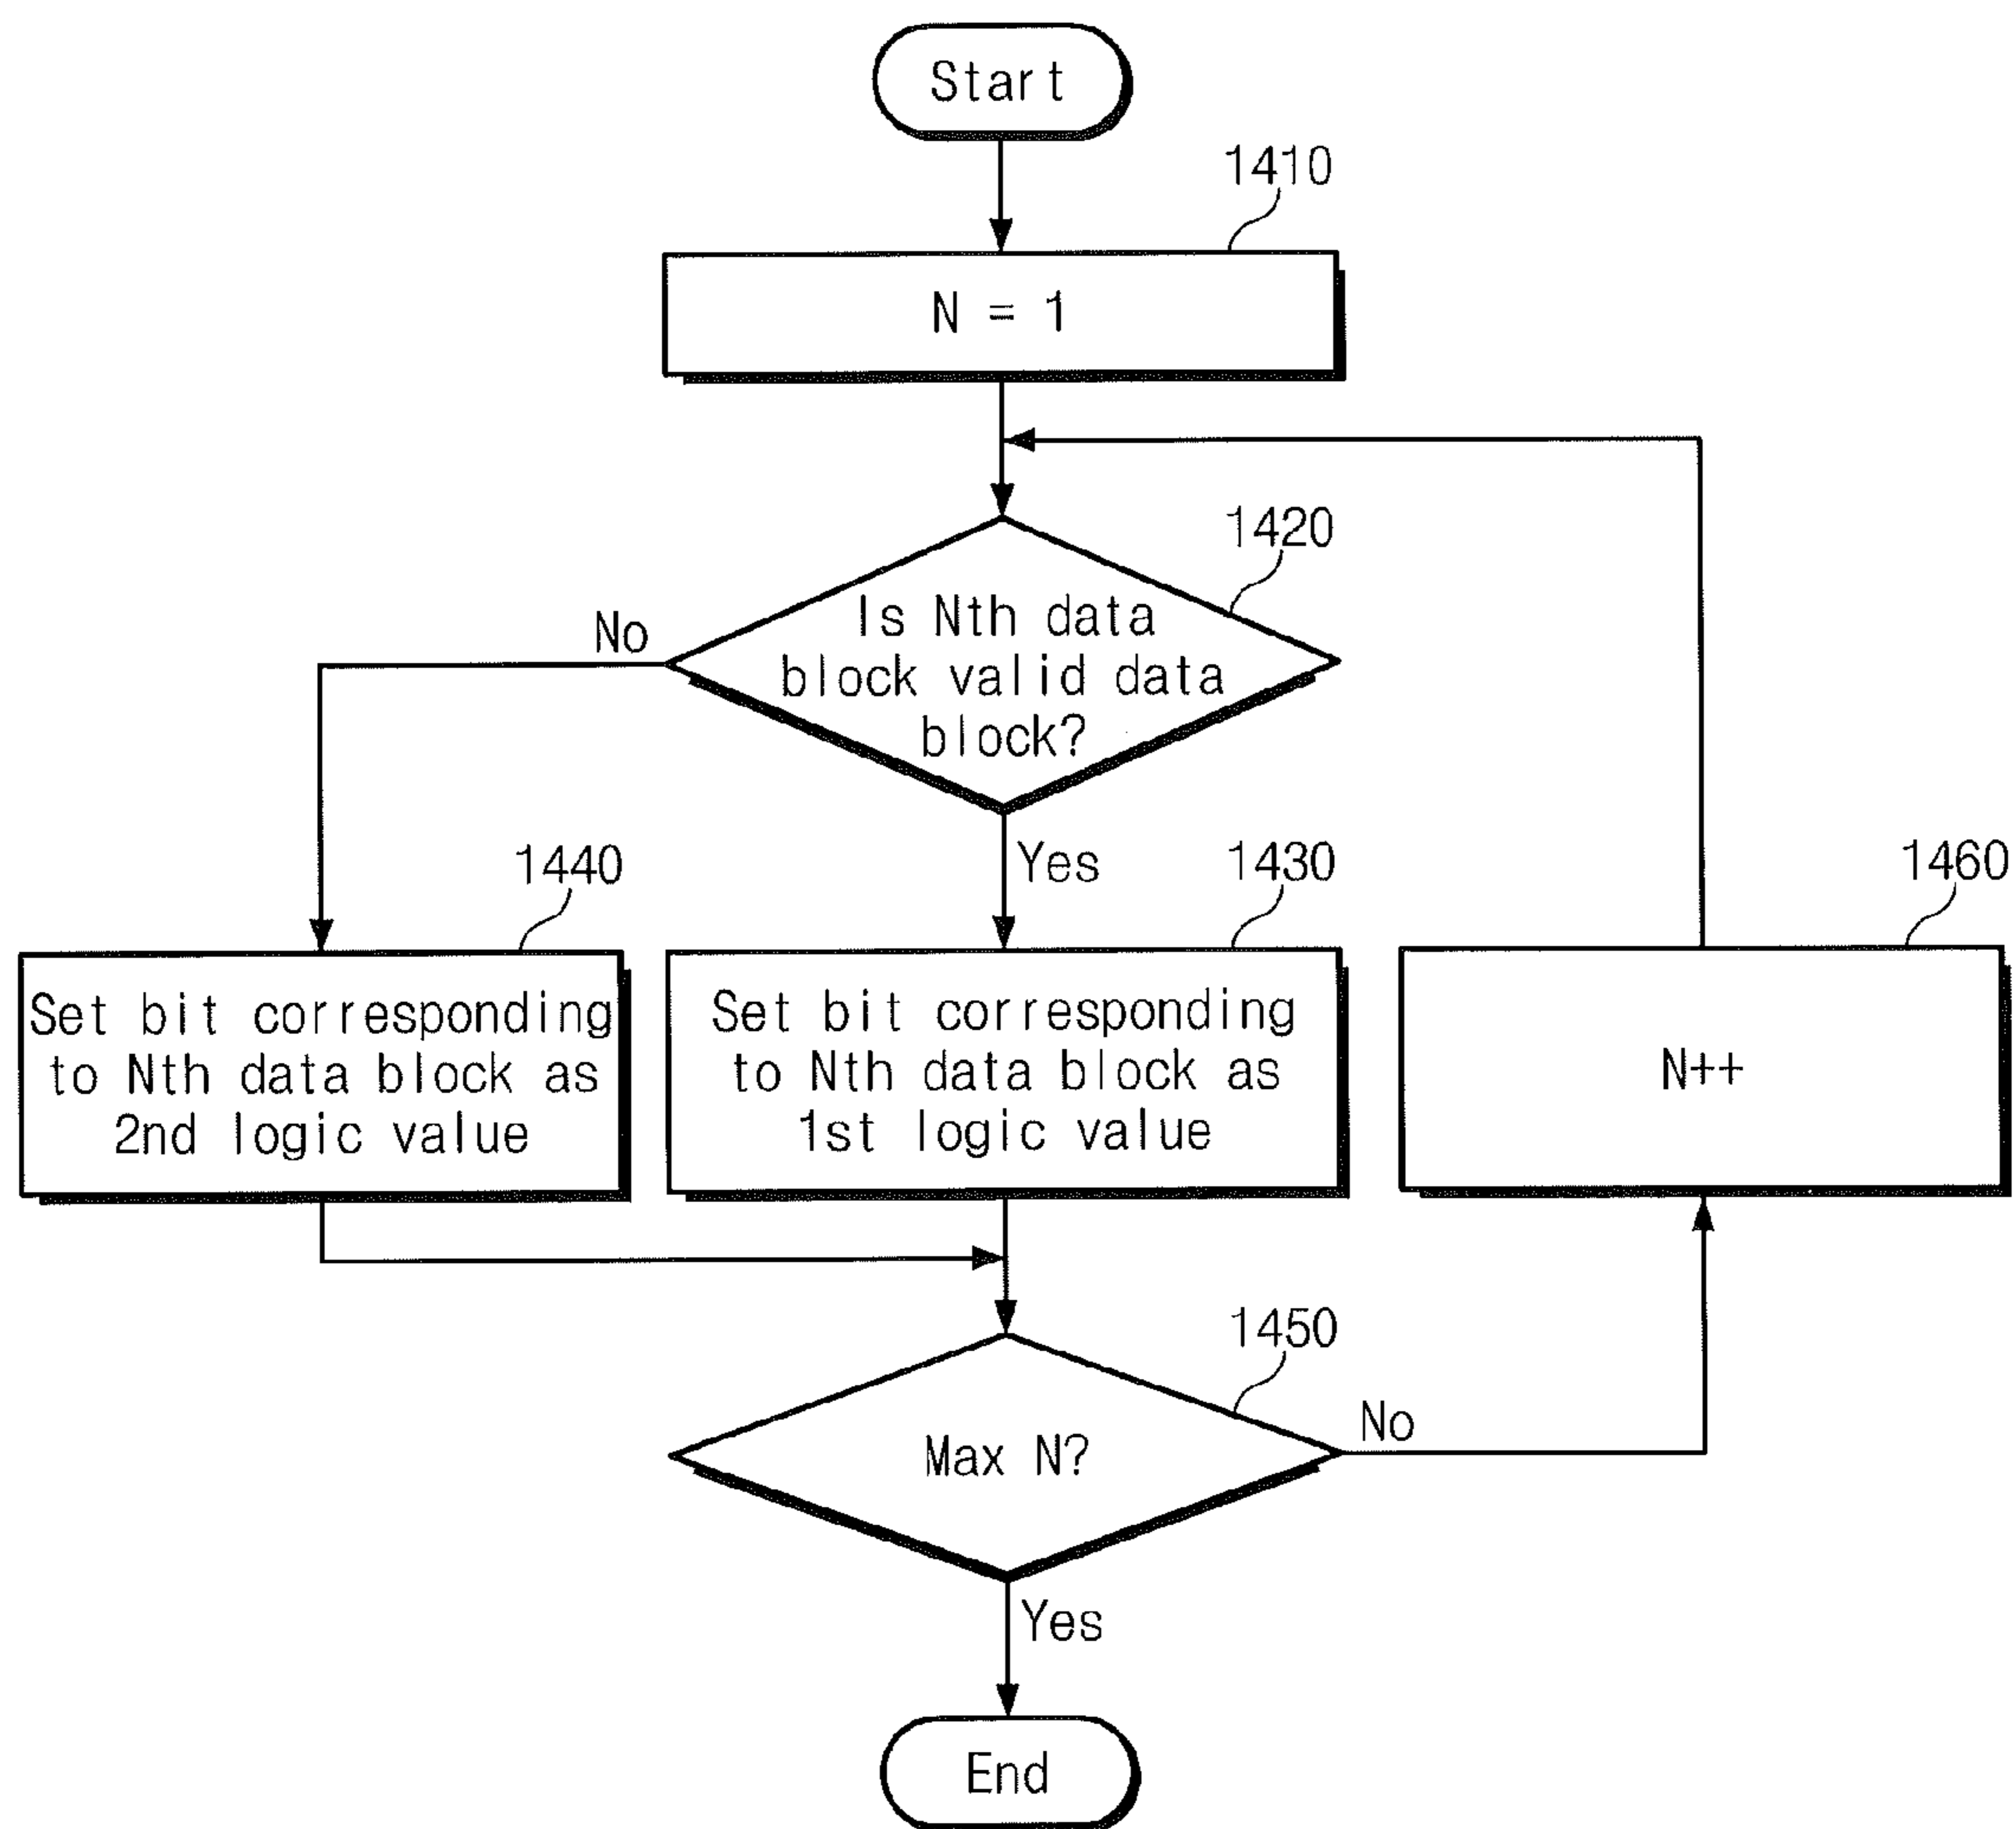 Start
1410
N = 1
1420
Is Nth data
block valid data
block?
No
Yes
1440
1430
1460
Set bit corresponding
to Nth data block as
2nd logic value
Set bit corresponding
to Nth data block as
1st logic value
N++
1450
Max N?
No
Yes
End